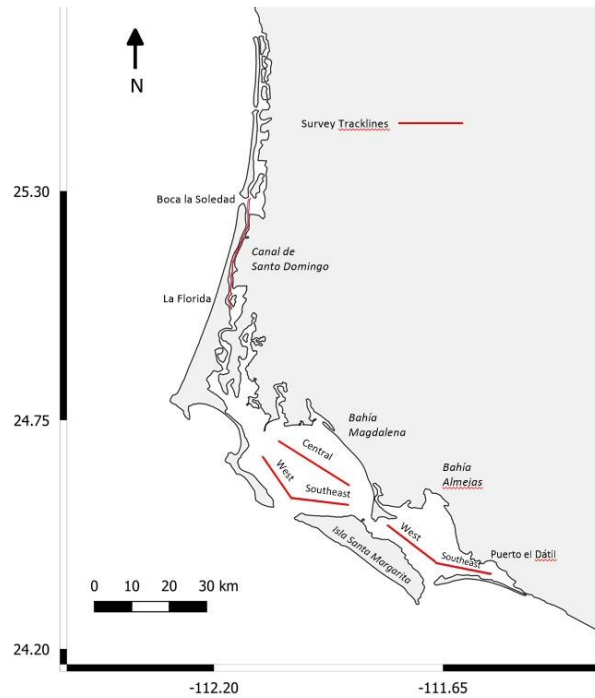 N
Survey Tracklines
25.30
Boca la Soledad
Canal de
Santo Domingo
La Florida
24.75
Bahía
Magdalena
Central
West
Southeast
Bahía
Almejas
West
Southeast
Puerto el Dátil
Isla Santa Margarita
0 10 20 30 km
24.20
-112.20
-111.65